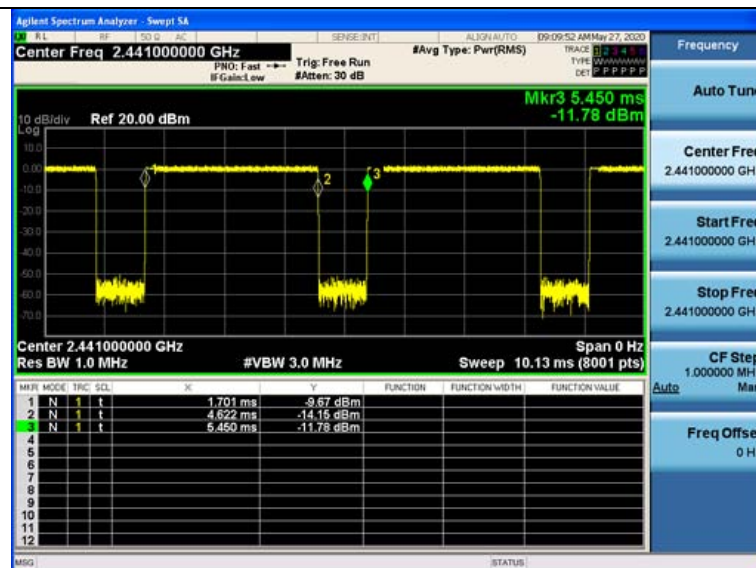 Agilent Spectrum Analyzer - Swept SA
RL RF 50 Ω AC SENSE:INT ALIGN AUTO 09:09:52 AM May 27, 2020
Center Freq 2.441000000 GHz
PNO: Fast
IFGain:Low
Trig: Free Run
#Atten: 30 dB
#Avg Type: Pwr(RMS)
TRACE 1 2 3 4 5 6
TYPE
DET P P P P P P
Mkr3 5.450 ms
-11.78 dBm
10 dB/div Ref 20.00 dBm
Log
10.0
0.00
-10.0
-20.0
-30.0
-40.0
-50.0
-60.0
-70.0
1
2
3
Center 2.441000000 GHz Span 0 Hz
Res BW 1.0 MHz #VBW 3.0 MHz Sweep 10.13 ms (8001 pts)
MKR MODE TRC SCL X Y FUNCTION FUNCTION WIDTH FUNCTION VALUE
1 N 1 t 1.701 ms -9.67 dBm
2 N 1 t 4.622 ms -14.15 dBm
3 N 1 t 5.450 ms -11.78 dBm
4
5
6
7
8
9
10
11
12
MSG STATUS
Frequency
Auto Tune
Center Freq
2.441000000 GH
Start Freq
2.441000000 GH
Stop Freq
2.441000000 GH
CF Step
1.000000 MH
Auto Man
Freq Offse
0 H